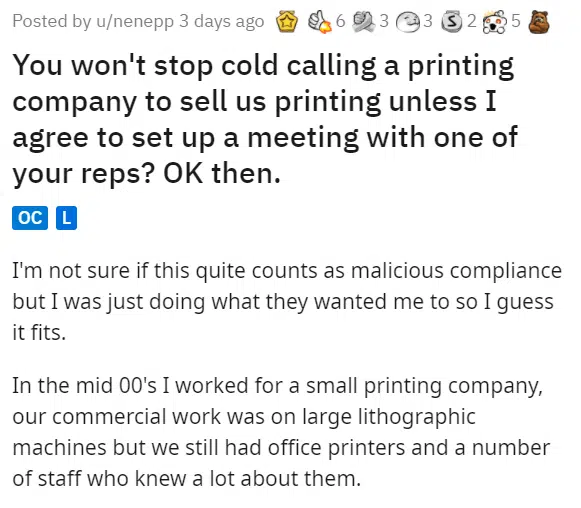 Posted by u/nenepp 3 days ago 6 3 3 S 2 5
You won't stop cold calling a printing
company to sell us printing unless I
agree to set up a meeting with one of
your reps? OK then.
OC L
I'm not sure if this quite counts as malicious compliance
but I was just doing what they wanted me to so I guess
it fits.
In the mid 00's I worked for a small printing company,
our commercial work was on large lithographic
machines but we still had office printers and a number
of staff who knew a lot about them.